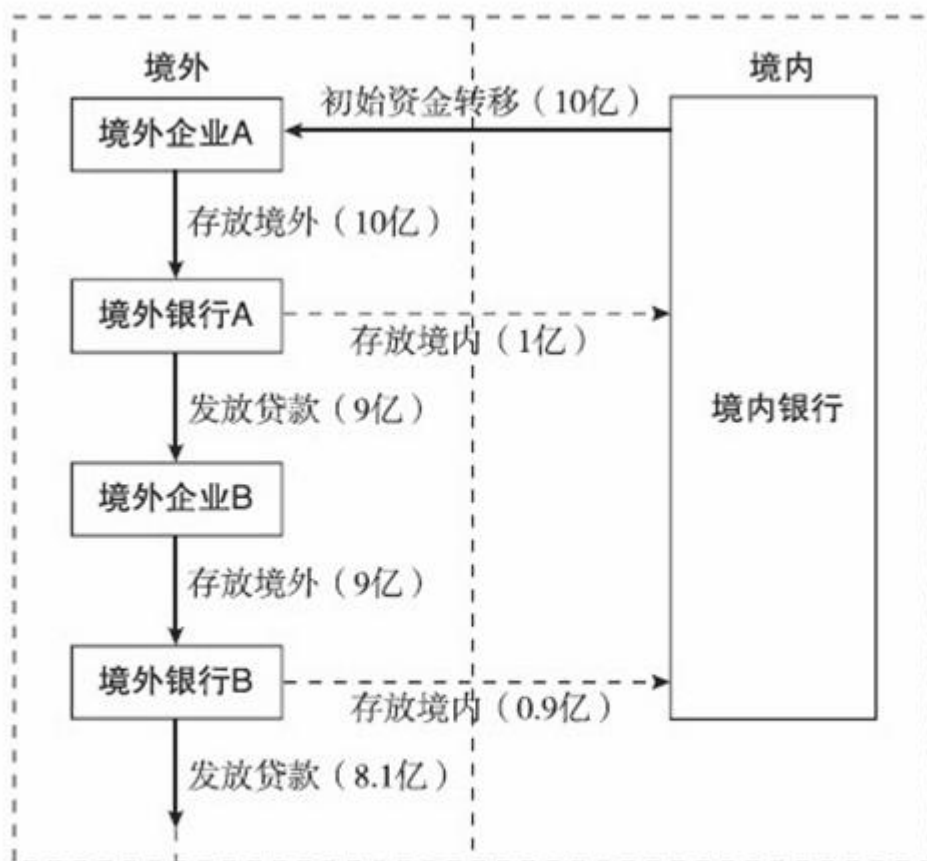 境外
境内
初始资金转移（10亿）
境外企业A
存放境外（10亿）
境外银行A
存放境内（1亿）
发放贷款（9亿）
境内银行
境外企业B
存放境外（9亿）
境外银行B
存放境内（0.9亿）
发放贷款（8.1亿）